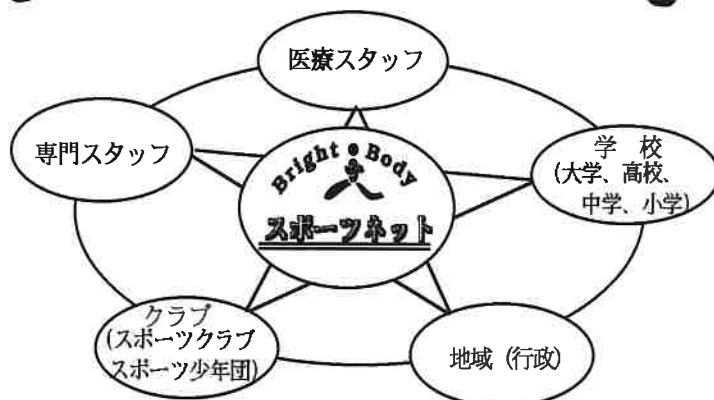 医療スタッフ
専門スタッフ
学 校
(大学、高校、
中学、小学)
Bright Body
スポーツネット
クラブ
(スポーツクラブ
スポーツ少年団)
地域 (行政)